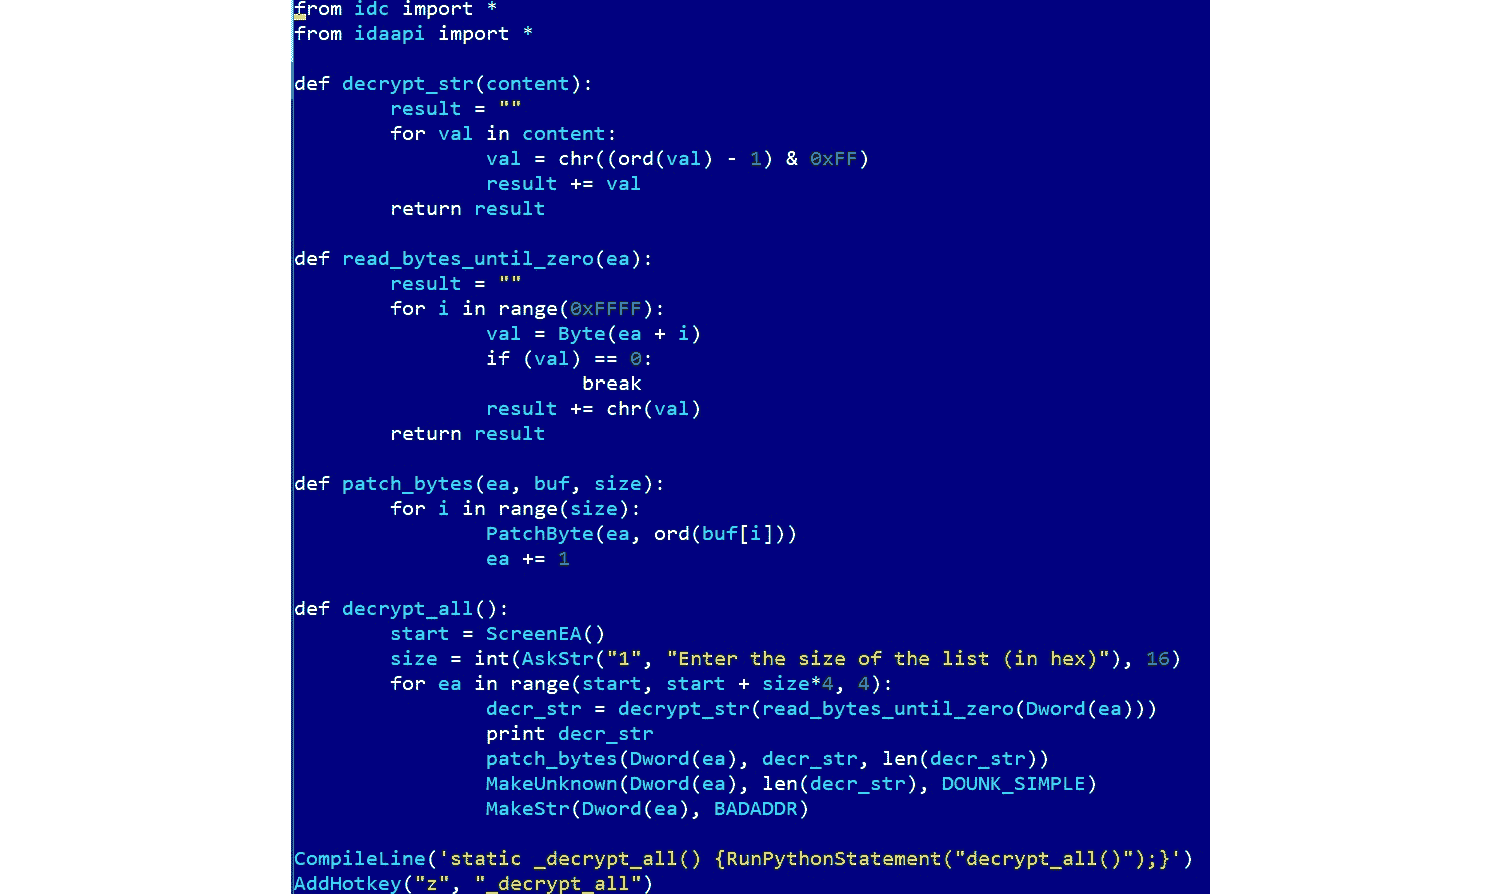 from idc import *
from idaapi import *

def decrypt_str(content):
        result = ""
        for val in content:
                val = chr((ord(val) - 1) & 0xFF)
                result += val
        return result

def read_bytes_until_zero(ea):
        result = ""
        for i in range(0xFFFF):
                val = Byte(ea + i)
                if (val) == 0:
                        break
                result += chr(val)
        return result

def patch_bytes(ea, buf, size):
        for i in range(size):
                PatchByte(ea, ord(buf[i]))
                ea += 1

def decrypt_all():
        start = ScreenEA()
        size = int(AskStr("1", "Enter the size of the list (in hex)"), 16)
        for ea in range(start, start + size*4, 4):
                decr_str = decrypt_str(read_bytes_until_zero(Dword(ea)))
                print decr_str
                patch_bytes(Dword(ea), decr_str, len(decr_str))
                MakeUnknown(Dword(ea), len(decr_str), DOUNK_SIMPLE)
                MakeStr(Dword(ea), BADADDR)

CompileLine('static _decrypt_all() {RunPythonStatement("decrypt_all()");}')
AddHotkey("z", "_decrypt_all")